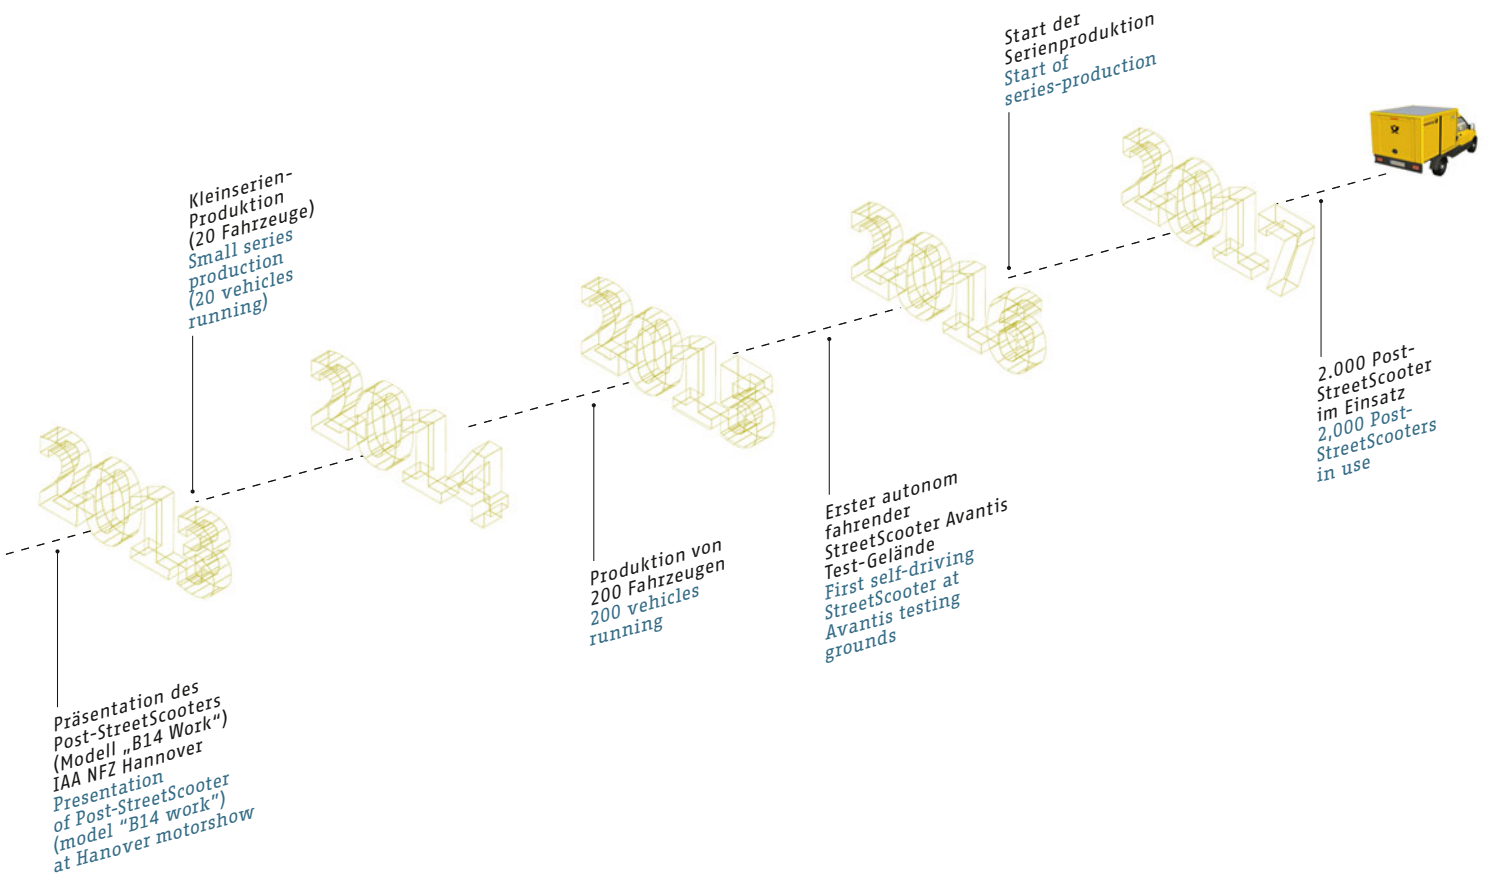 Präsentation des
Post-StreetScooters
(Modell „B14 Work“)
IAA NFZ Hannover
Presentation
of Post-StreetScooter
(model “B14 work“)
at Hanover motorshow
2013
Kleinserien-
Produktion
(20 Fahrzeuge)
Small series
production
(20 vehicles
running)
2014
Produktion von
200 Fahrzeugen
200 vehicles
running
2015
Erster autonom
fahrender
StreetScooter Avantis
Test-Gelände
First self-driving
StreetScooter at
Avantis testing
grounds
2016
Start der
Serienproduktion
Start of
series-production
2017
2.000 Post-
StreetScooter
im Einsatz
2,000 Post-
StreetScooters
in use